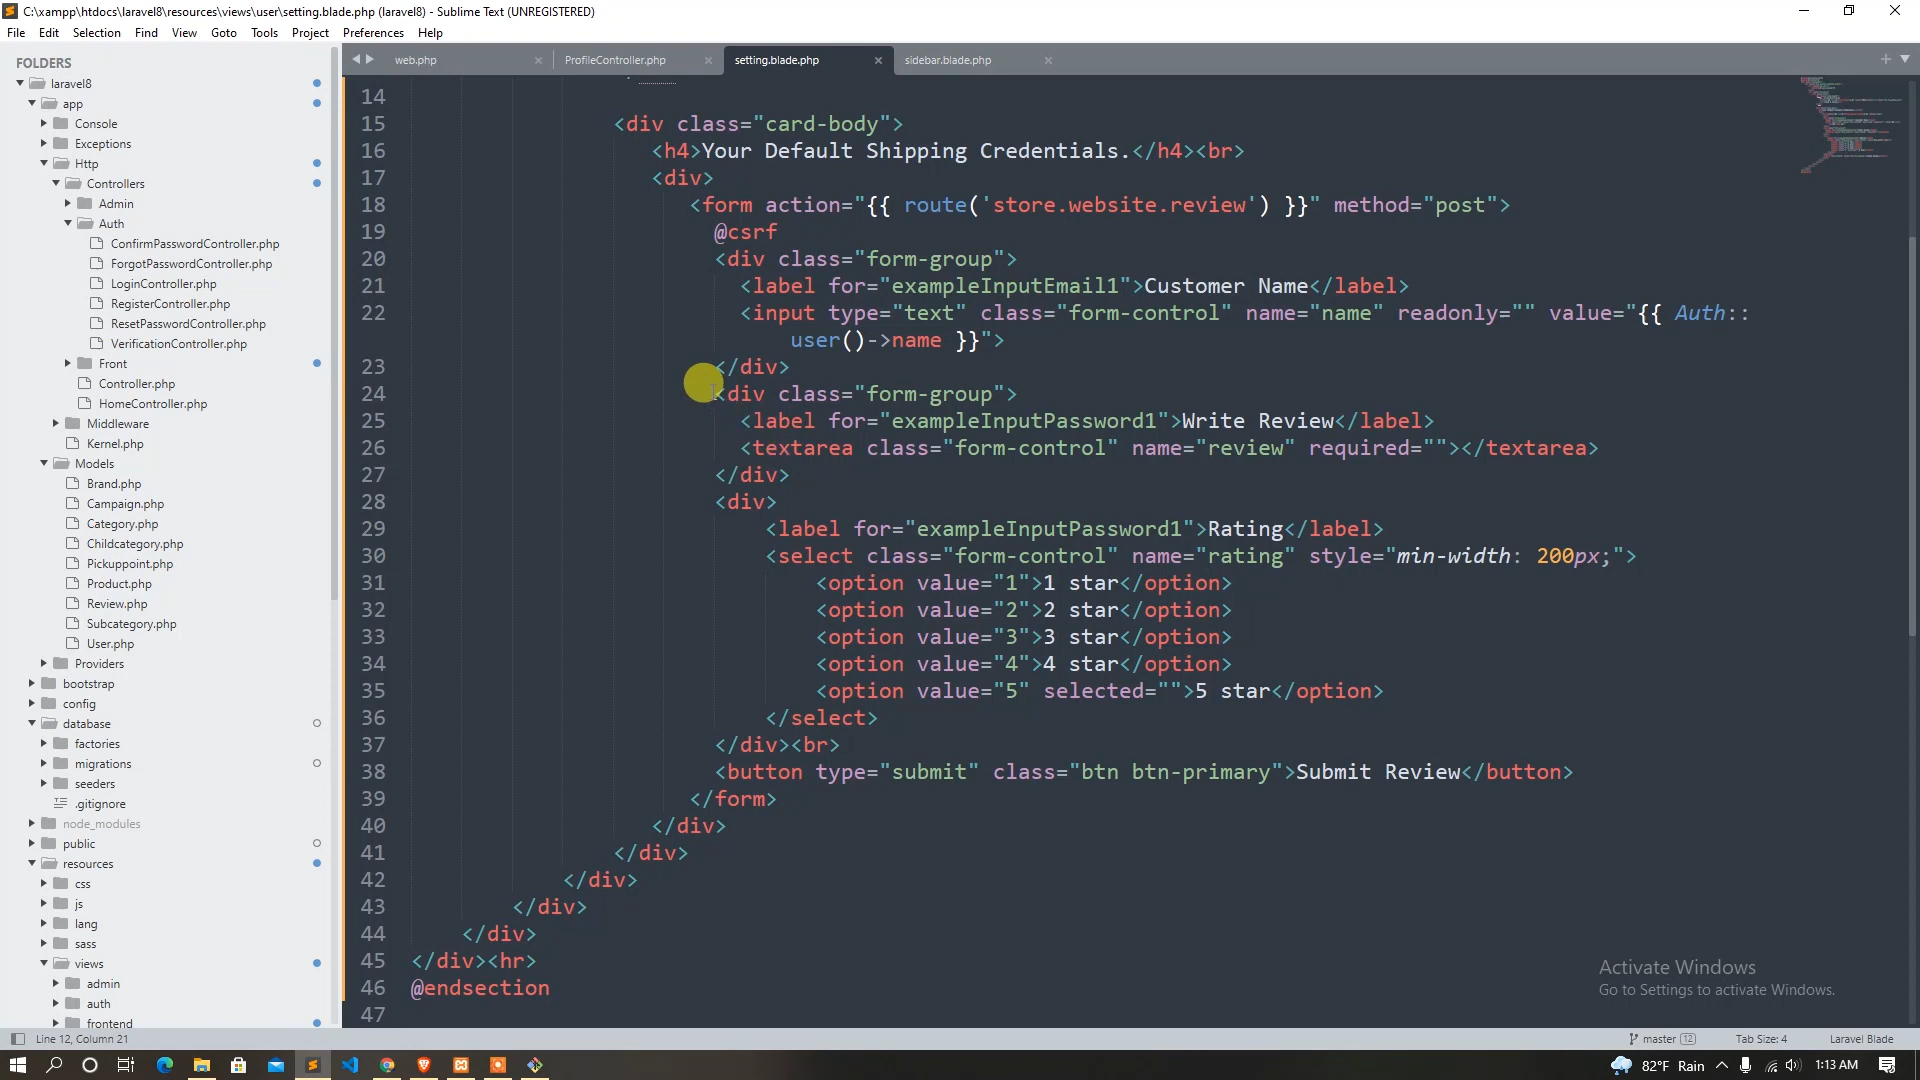 C:\xampp\htdocs\laravel8\resources\views\user\setting.blade.php (laravel8) - Sublime Text (UNREGISTERED)
File Edit Selection Find View Goto Tools Project Preferences Help
FOLDERS
laravel8
app
Console
Exceptions
Http
Controllers
Admin
Auth
ConfirmPasswordController.php
ForgotPasswordController.php
LoginController.php
RegisterController.php
ResetPasswordController.php
VerificationController.php
Front
Controller.php
HomeController.php
Middleware
Kernel.php
Models
Brand.php
Campaign.php
Category.php
Childcategory.php
Pickuppoint.php
Product.php
Review.php
Subcategory.php
User.php
Providers
bootstrap
config
database
factories
migrations
seeders
.gitignore
node_modules
public
resources
css
js
lang
sass
views
admin
auth
frontend
web.php ProfileController.php setting.blade.php sidebar.blade.php
14
15 <div class="card-body">
16 <h4>Your Default Shipping Credentials.</h4><br>
17 <div>
18 <form action="{{ route('store.website.review') }}" method="post">
19 @csrf
20 <div class="form-group">
21 <label for="exampleInputEmail1">Customer Name</label>
22 <input type="text" class="form-control" name="name" readonly="" value="{{ Auth::
user()->name }}">
23 </div>
24 <div class="form-group">
25 <label for="exampleInputPassword1">Write Review</label>
26 <textarea class="form-control" name="review" required=""></textarea>
27 </div>
28 <div>
29 <label for="exampleInputPassword1">Rating</label>
30 <select class="form-control" name="rating" style="min-width: 200px;">
31 <option value="1">1 star</option>
32 <option value="2">2 star</option>
33 <option value="3">3 star</option>
34 <option value="4">4 star</option>
35 <option value="5" selected="">5 star</option>
36 </select>
37 </div><br>
38 <button type="submit" class="btn btn-primary">Submit Review</button>
39 </form>
40 </div>
41 </div>
42 </div>
43 </div>
44 </div>
45 </div><hr>
46 @endsection
47
Activate Windows
Go to Settings to activate Windows.
Line 12, Column 21 master 12 Tab Size: 4 Laravel Blade
82°F Rain 1:13 AM